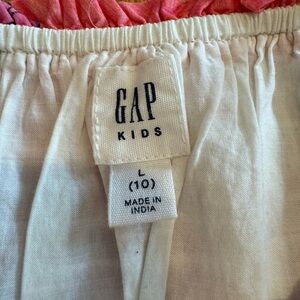 GAP
KIDS
L
(10)
MADE IN
INDIA